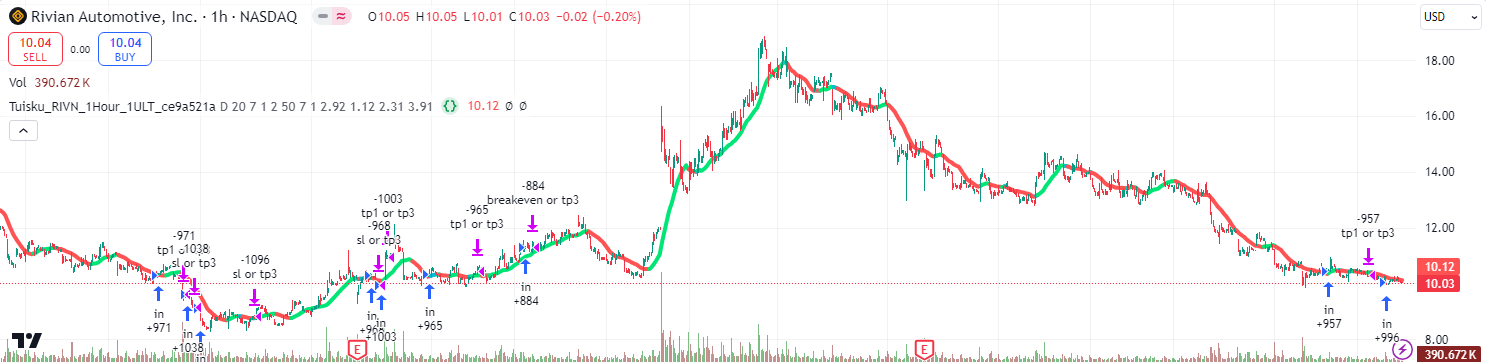 Rivian Automotive, Inc. · 1h · NASDAQ O10.05 H10.05 L10.01 C10.03 −0.02 (−0.20%)
USD
10.04 SELL
0.00
10.04 BUY
Vol 390.672 K
Tuisku_RIVN_1Hour_1ULT_ce9a521a D 20 7 1 2 50 7 1 2.92 1.12 2.31 3.91 {} 10.12 Ø Ø
18.00
16.00
14.00
12.00
10.12
10.03
8.00
390.672 K
-971
tp1
-1038
sl or tp3
-1096
sl or tp3
-1003
tp1 or tp3
-968
sl or tp3
-965
tp1 or tp3
-884
breakeven or tp3
-957
tp1 or tp3
in
+971
in
+1038
in
in
in
+1003
in
+965
in
+884
in
+957
in
+996
E
E